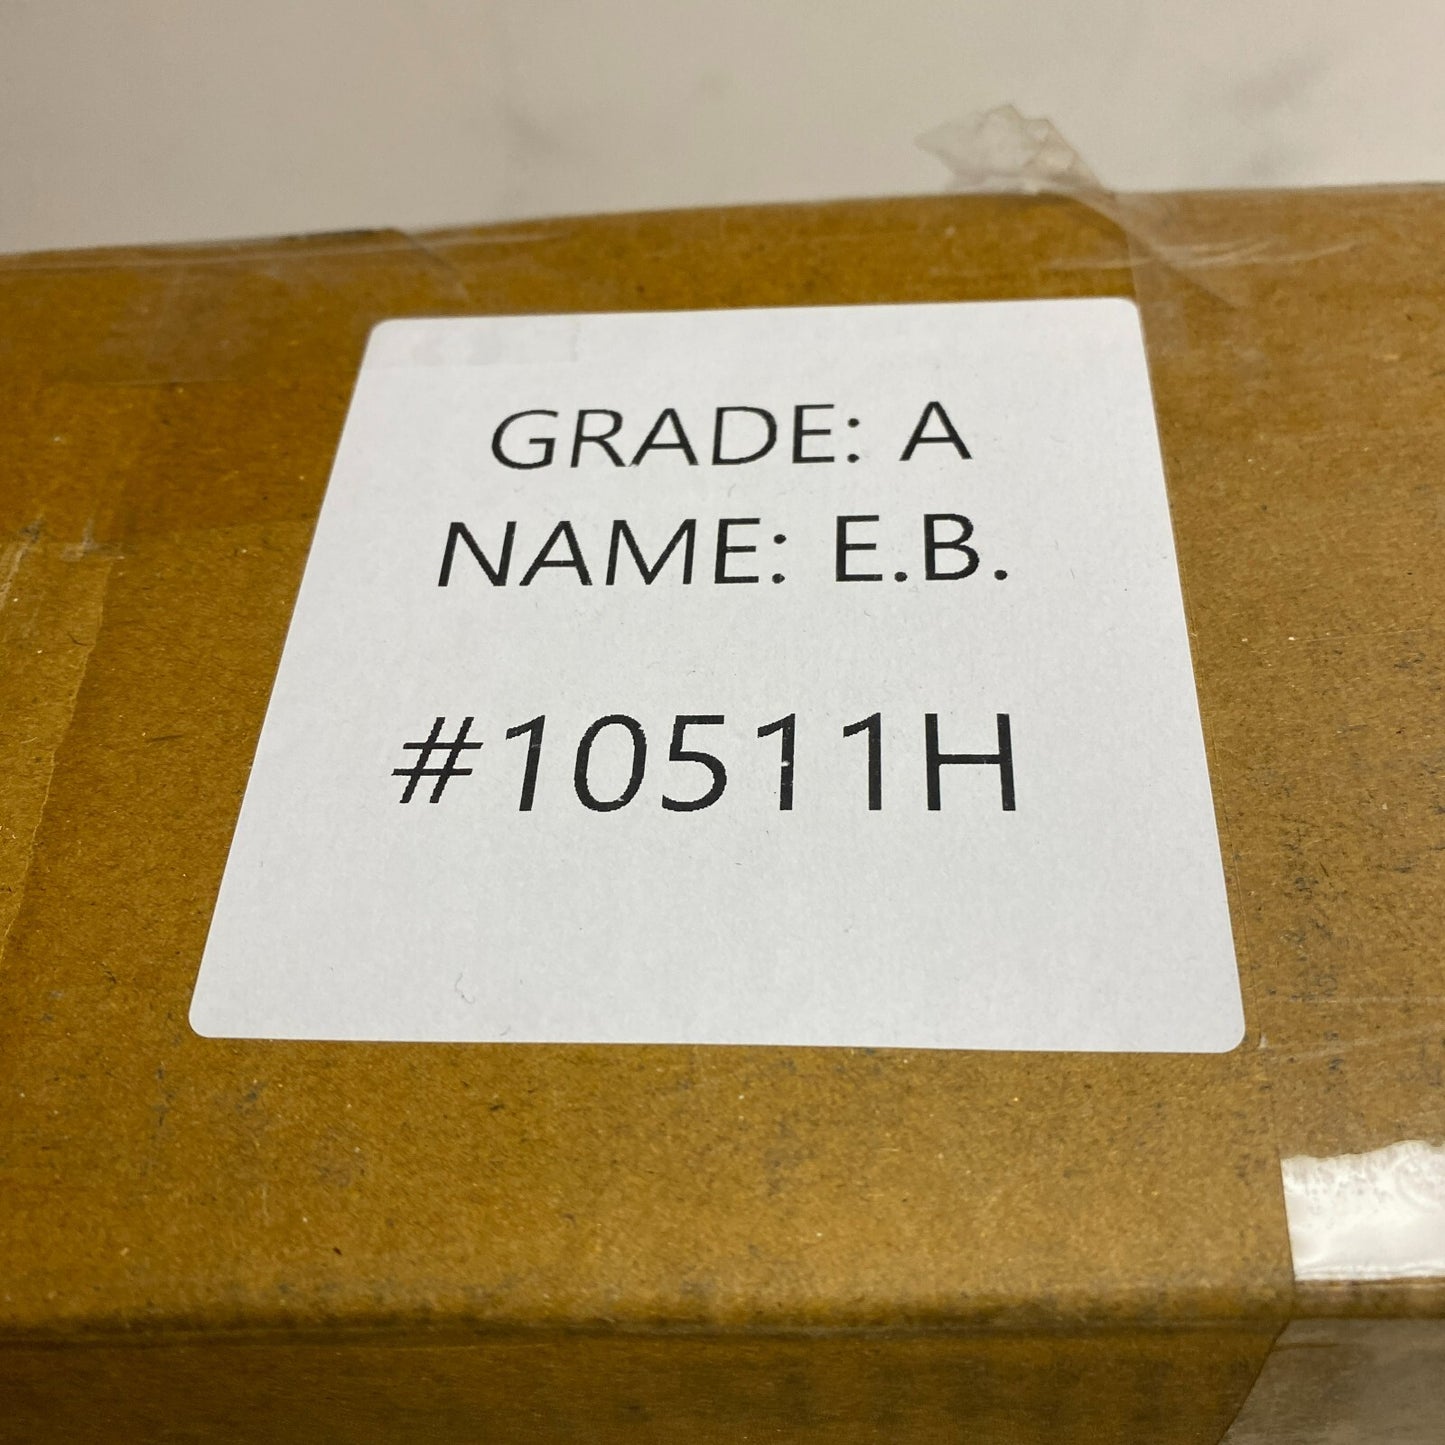 GRADE: A
NAME: E.B.
#10511H